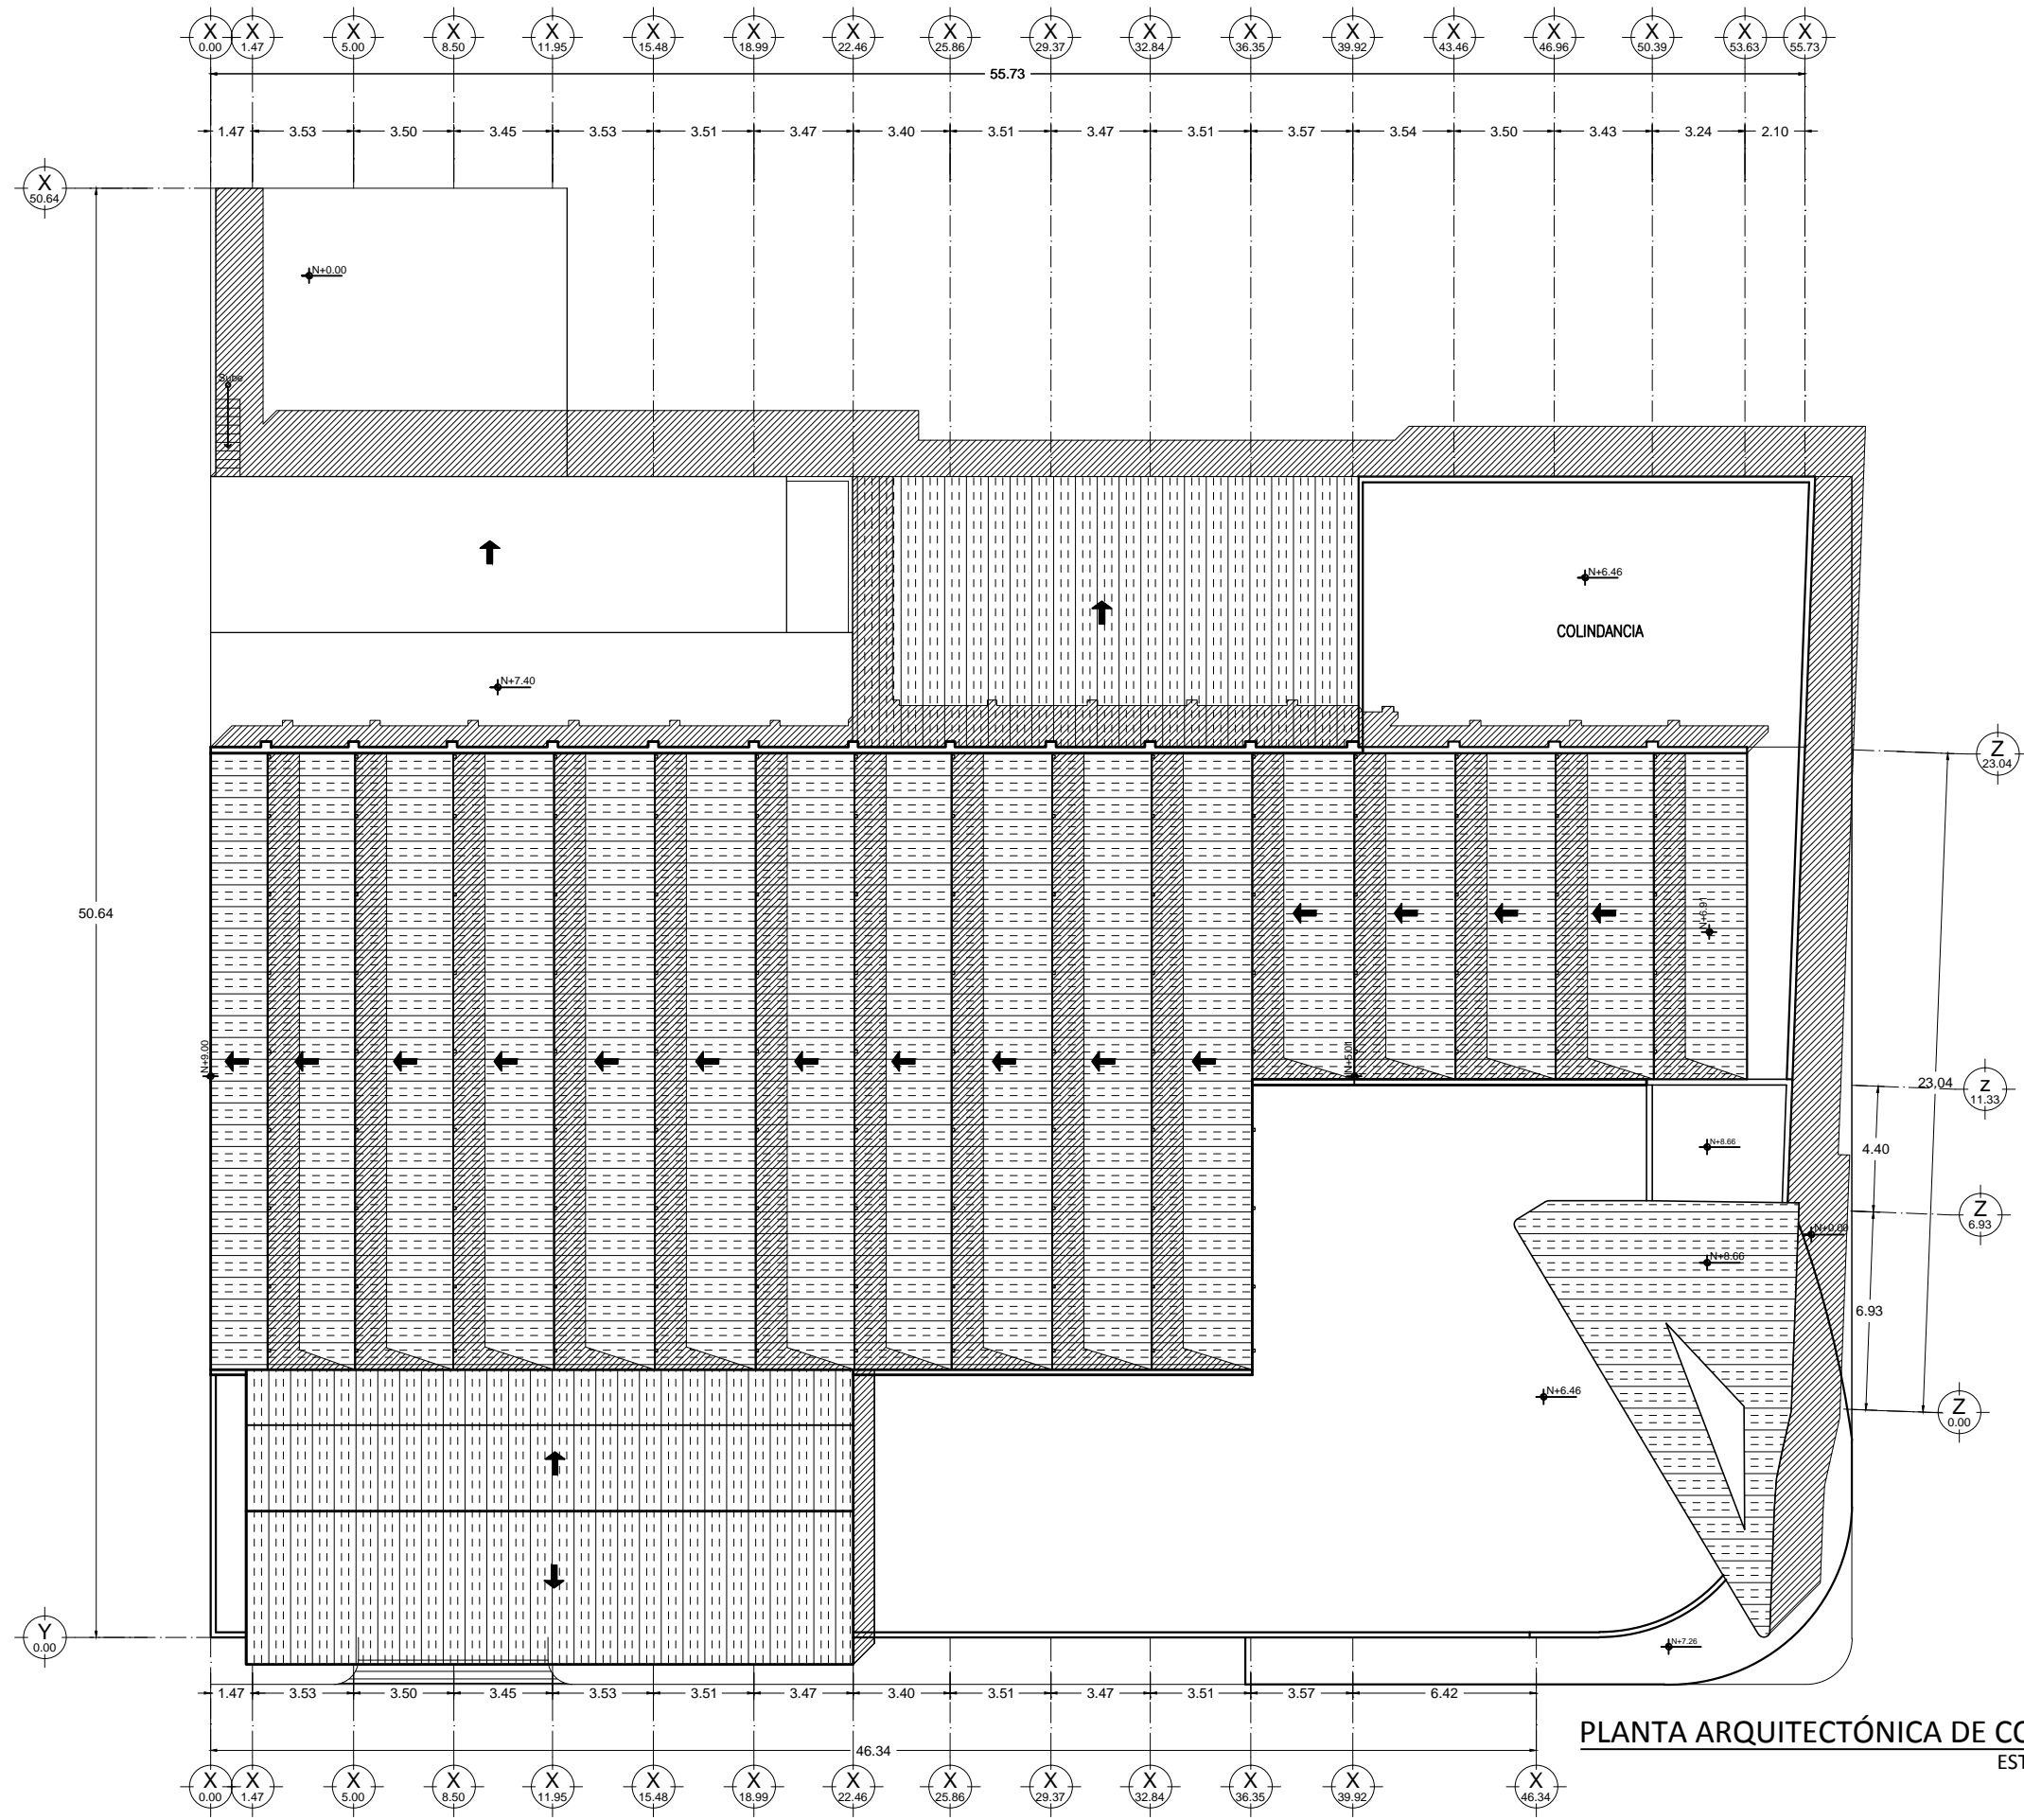 X X X X X X X X X X X X X X X X X X
0.00 1.47 5.00 8.50 11.95 15.48 18.99 22.46 25.86 29.37 32.84 36.35 39.92 43.46 46.96 50.39 53.63 55.73
55.73
1.47 3.53 3.50 3.45 3.53 3.51 3.47 3.40 3.51 3.47 3.51 3.57 3.54 3.50 3.43 3.24 2.10
X
50.64
N+0.00
Sube
N+6.46
COLINDANCIA
N+7.40
Z
23.04
50.64
N+6.91
N+9.00
23.04
z
11.33
N+8.66
4.40
Z
6.93
N+8.66
6.93
N+6.46
Z
0.00
Y
0.00
N+7.26
1.47 3.53 3.50 3.45 3.53 3.51 3.47 3.40 3.51 3.47 3.51 3.57 6.42
PLANTA ARQUITECTÓNICA DE CO
46.34
EST
X X X X X X X X X X X X X X
0.00 1.47 5.00 8.50 11.95 15.48 18.99 22.46 25.86 29.37 32.84 36.35 39.92 46.34